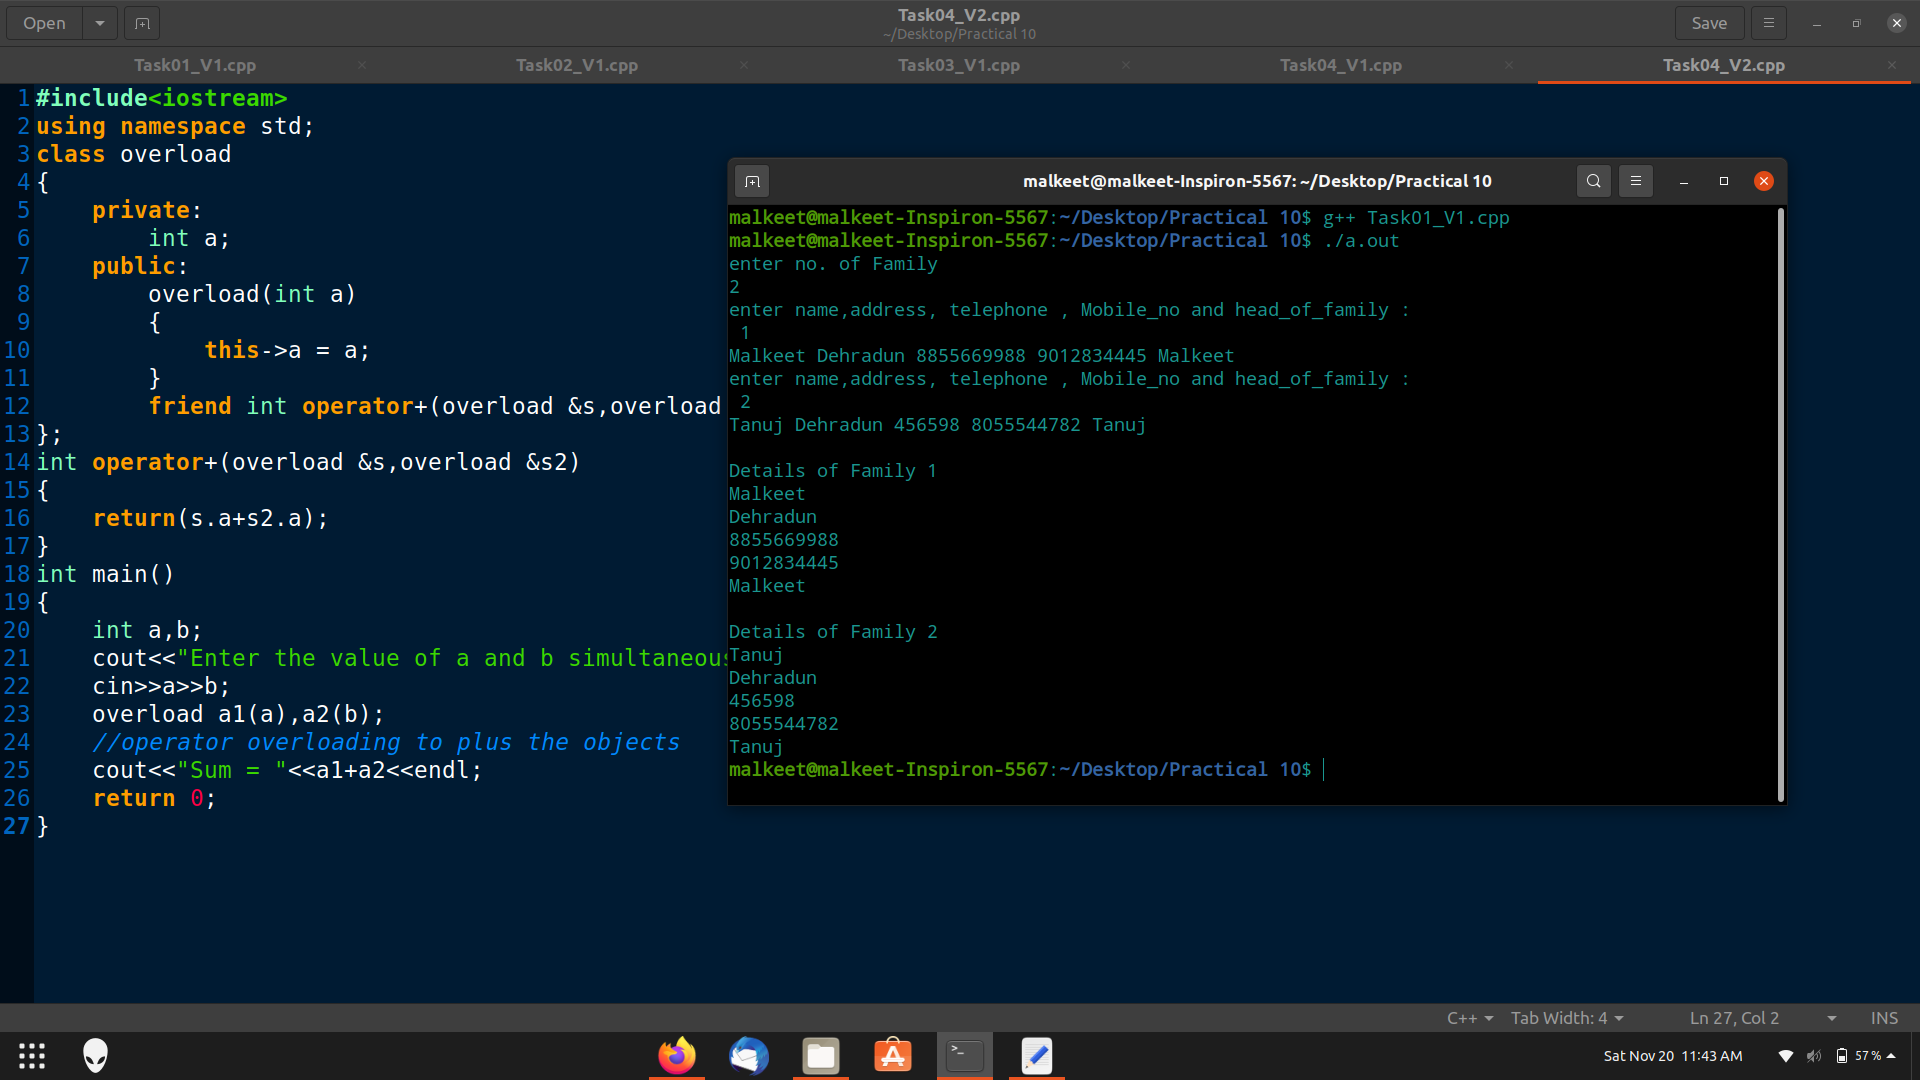 Open
Task04_V2.cpp
~/Desktop/Practical 10
Save
Task01_V1.cpp
Task02_V1.cpp
Task03_V1.cpp
Task04_V1.cpp
Task04_V2.cpp
1 #include<iostream>
2 using namespace std;
3 class overload
4 {
5 private:
6 int a;
7 public:
8 overload(int a)
9 {
10 this->a = a;
11 }
12 friend int operator+(overload &s,overload
13 };
14 int operator+(overload &s,overload &s2)
15 {
16 return(s.a+s2.a);
17 }
18 int main()
19 {
20 int a,b;
21 cout<<"Enter the value of a and b simultaneous
22 cin>>a>>b;
23 overload a1(a),a2(b);
24 //operator overloading to plus the objects
25 cout<<"Sum = "<<a1+a2<<endl;
26 return 0;
27 }
malkeet@malkeet-Inspiron-5567: ~/Desktop/Practical 10
malkeet@malkeet-Inspiron-5567:~/Desktop/Practical 10$ g++ Task01_V1.cpp
malkeet@malkeet-Inspiron-5567:~/Desktop/Practical 10$ ./a.out
enter no. of Family
2
enter name,address, telephone , Mobile_no and head_of_family :
1
Malkeet Dehradun 8855669988 9012834445 Malkeet
enter name,address, telephone , Mobile_no and head_of_family :
2
Tanuj Dehradun 456598 8055544782 Tanuj
Details of Family 1
Malkeet
Dehradun
8855669988
9012834445
Malkeet
Details of Family 2
Tanuj
Dehradun
456598
8055544782
Tanuj
malkeet@malkeet-Inspiron-5567:~/Desktop/Practical 10$
C++
Tab Width: 4
Ln 27, Col 2
INS
Sat Nov 20 11:43 AM
57%